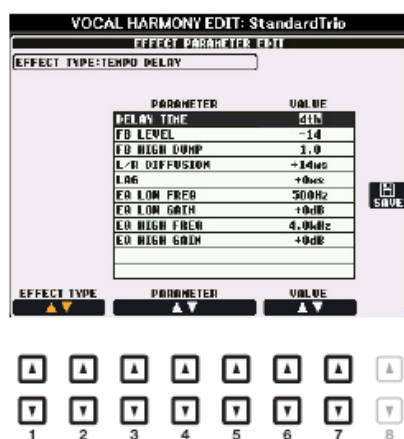 VOCAL HARMONY EDIT: StandardTrio
EFFECT PARAMETER EDIT
EFFECT TYPE:TEMPO DELAY
PARAMETER VALUE
DELAY TIME 4th
FB LEVEL -14
FB HIGH DUMP 1.0
L/R DIFFUSION +14ms
LAG +0ms
EQ LOW FREQ 500Hz
EQ LOW GAIN +0dB
EQ HIGH FREQ 4.0kHz
EQ HIGH GAIN +0dB
SAVE
EFFECT TYPE PARAMETER VALUE
1 2 3 4 5 6 7 8